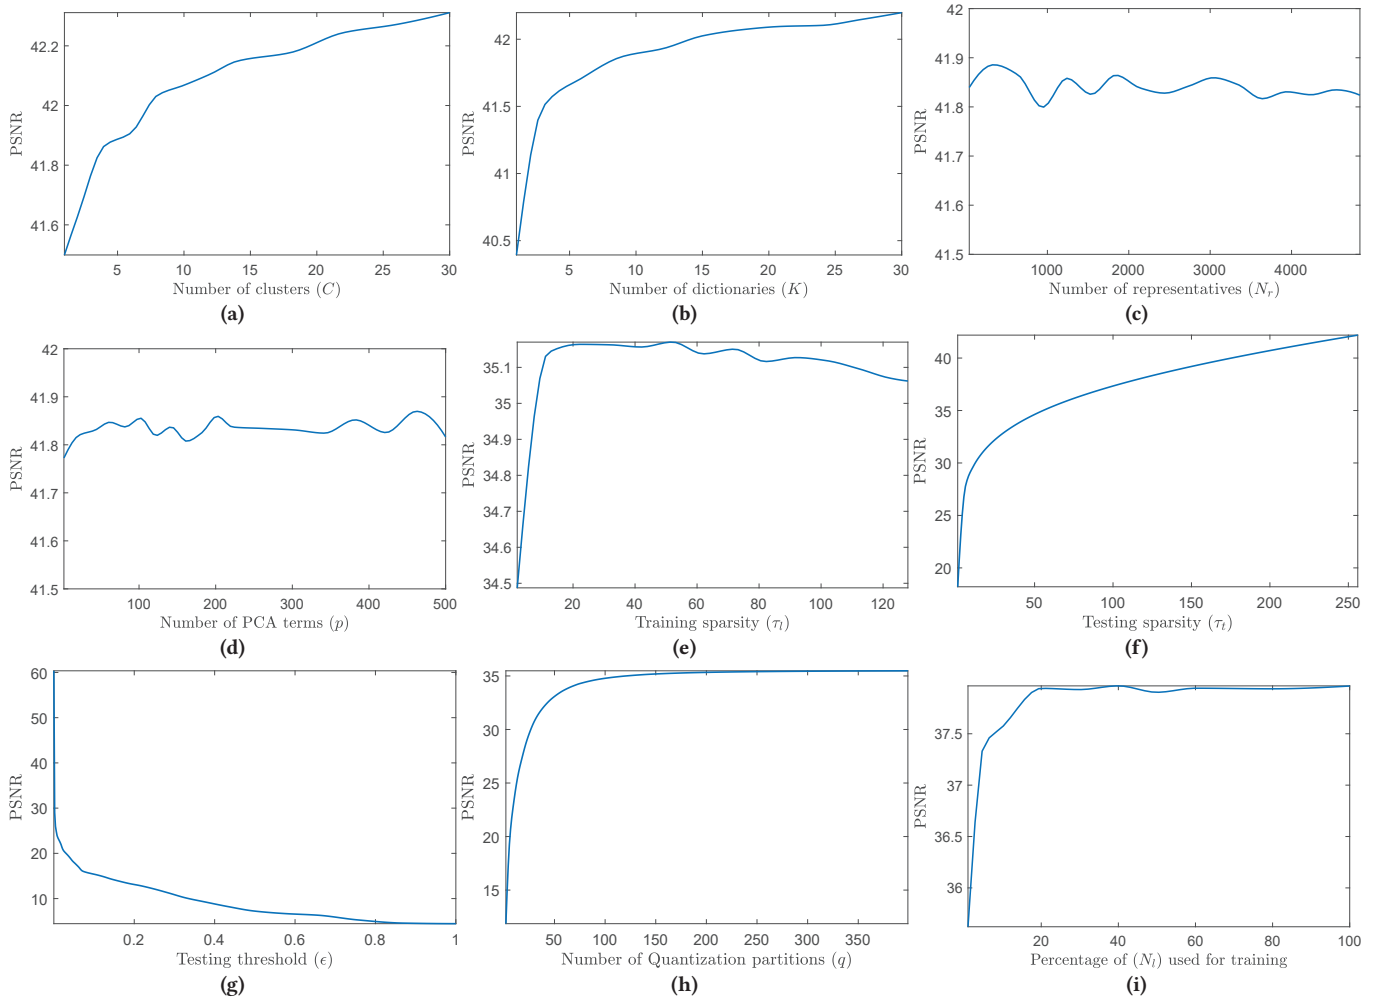 42.2
42
41.8
41.6
PSNR
5 10 15 20 25 30
Number of clusters (C)
(a)
42
41.5
41
40.5
PSNR
5 10 15 20 25 30
Number of dictionaries (K)
(b)
42
41.9
41.8
41.7
41.6
41.5
PSNR
1000 2000 3000 4000
Number of representatives (N_r)
(c)
42
41.9
41.8
41.7
41.6
41.5
PSNR
100 200 300 400 500
Number of PCA terms (p)
(d)
35.1
35
34.9
34.8
34.7
34.6
34.5
PSNR
20 40 60 80 100 120
Training sparsity (τ_l)
(e)
40
35
30
25
20
PSNR
50 100 150 200 250
Testing sparsity (τ_t)
(f)
60
50
40
30
20
10
PSNR
0.2 0.4 0.6 0.8 1
Testing threshold (ϵ)
(g)
35
30
25
20
15
PSNR
50 100 150 200 250 300 350
Number of Quantization partitions (q)
(h)
37.5
37
36.5
36
PSNR
20 40 60 80 100
Percentage of (N_l) used for training
(i)